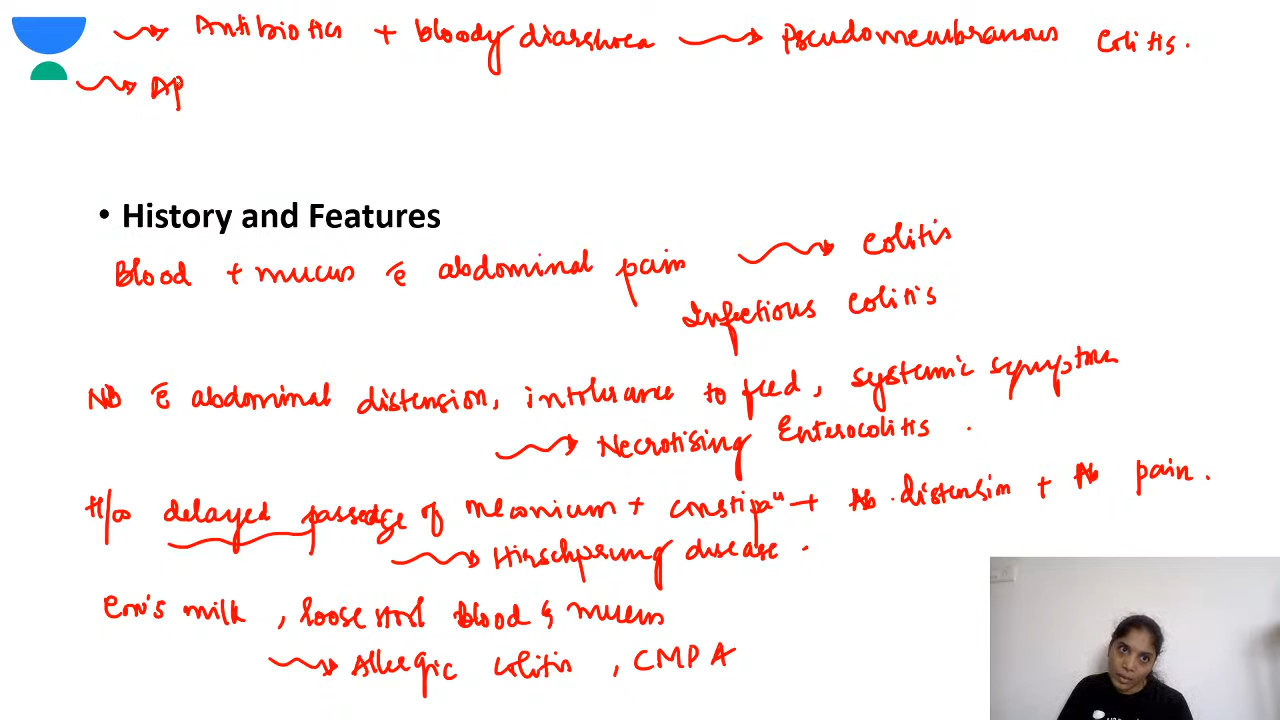 Antibiotics + bloody diarrhoea → Pseudomembranous Colitis.
→ Ap
• History and Features
Blood + mucus c̄ abdominal pain → Colitis
Infectious Colitis
NB c̄ abdominal distension, intolerance to feed, systemic symptoms
→ Necrotising Enterocolitis.
H/o delayed passage of meconium + constipaⁿ + Ab. distension + Ab pain.
→ Hirschprung disease.
Cow's milk, loose stool blood & mucus
→ Allergic colitis, CMPA